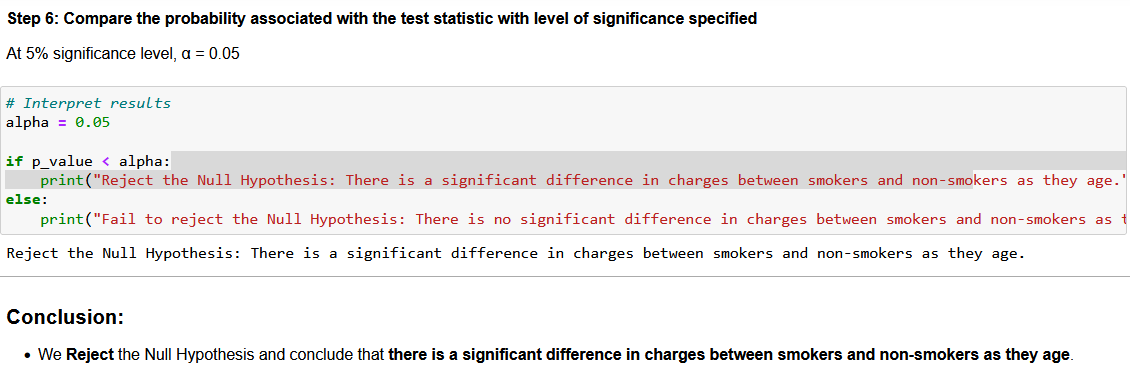 Step 6: Compare the probability associated with the test statistic with level of significance specified
At 5% significance level, α = 0.05
# Interpret results
alpha = 0.05
if p_value < alpha:
    print("Reject the Null Hypothesis: There is a significant difference in charges between smokers and non-smokers as they age."
else:
    print("Fail to reject the Null Hypothesis: There is no significant difference in charges between smokers and non-smokers as
Reject the Null Hypothesis: There is a significant difference in charges between smokers and non-smokers as they age.
Conclusion:
• We Reject the Null Hypothesis and conclude that there is a significant difference in charges between smokers and non-smokers as they age.